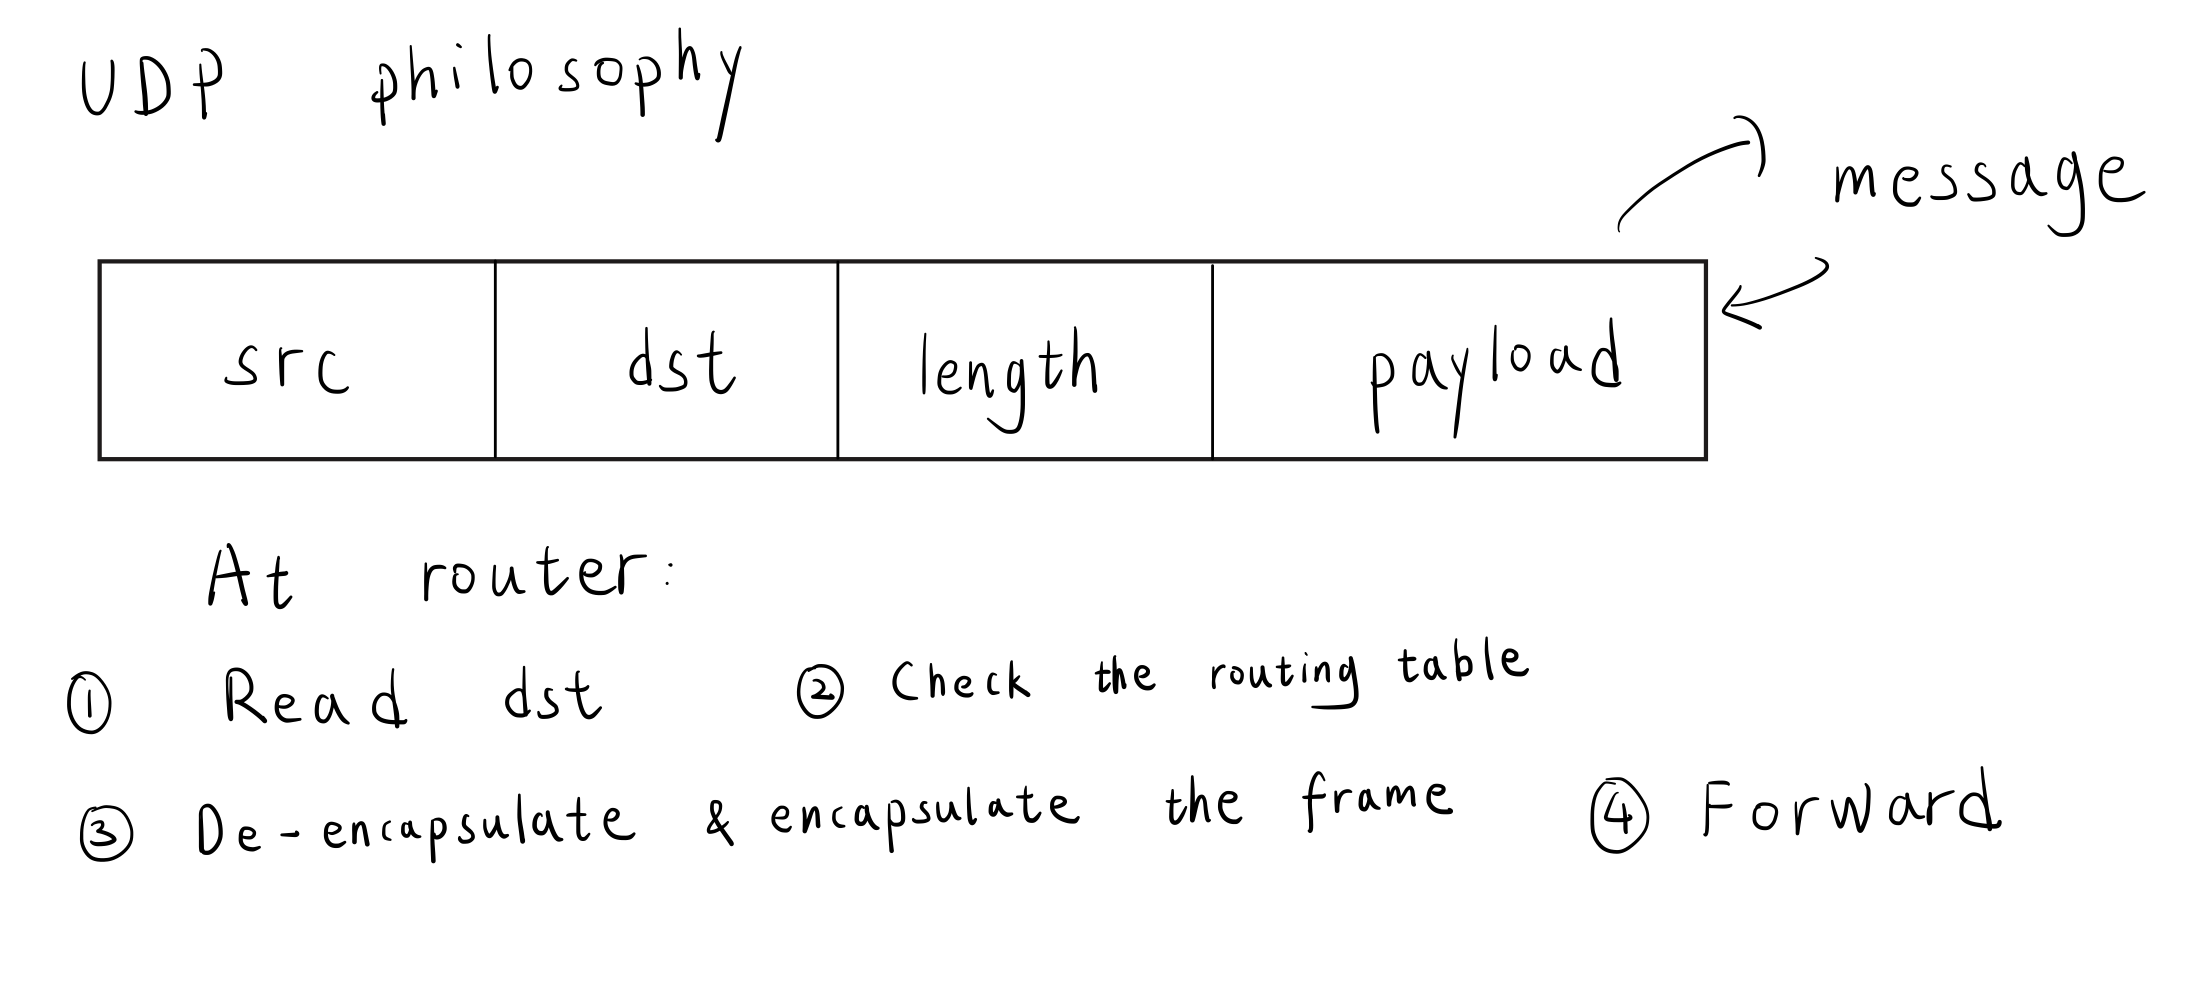 UDP philosophy
message
src dst length payload
At router:
① Read dst ② Check the routing table
③ De-encapsulate & encapsulate the frame ④ Forward